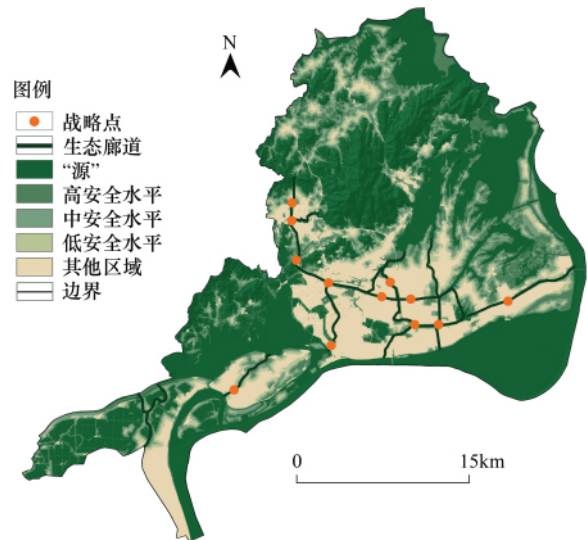 N
图例
战略点
生态廊道
“源”
高安全水平
中安全水平
低安全水平
其他区域
边界
0 15km